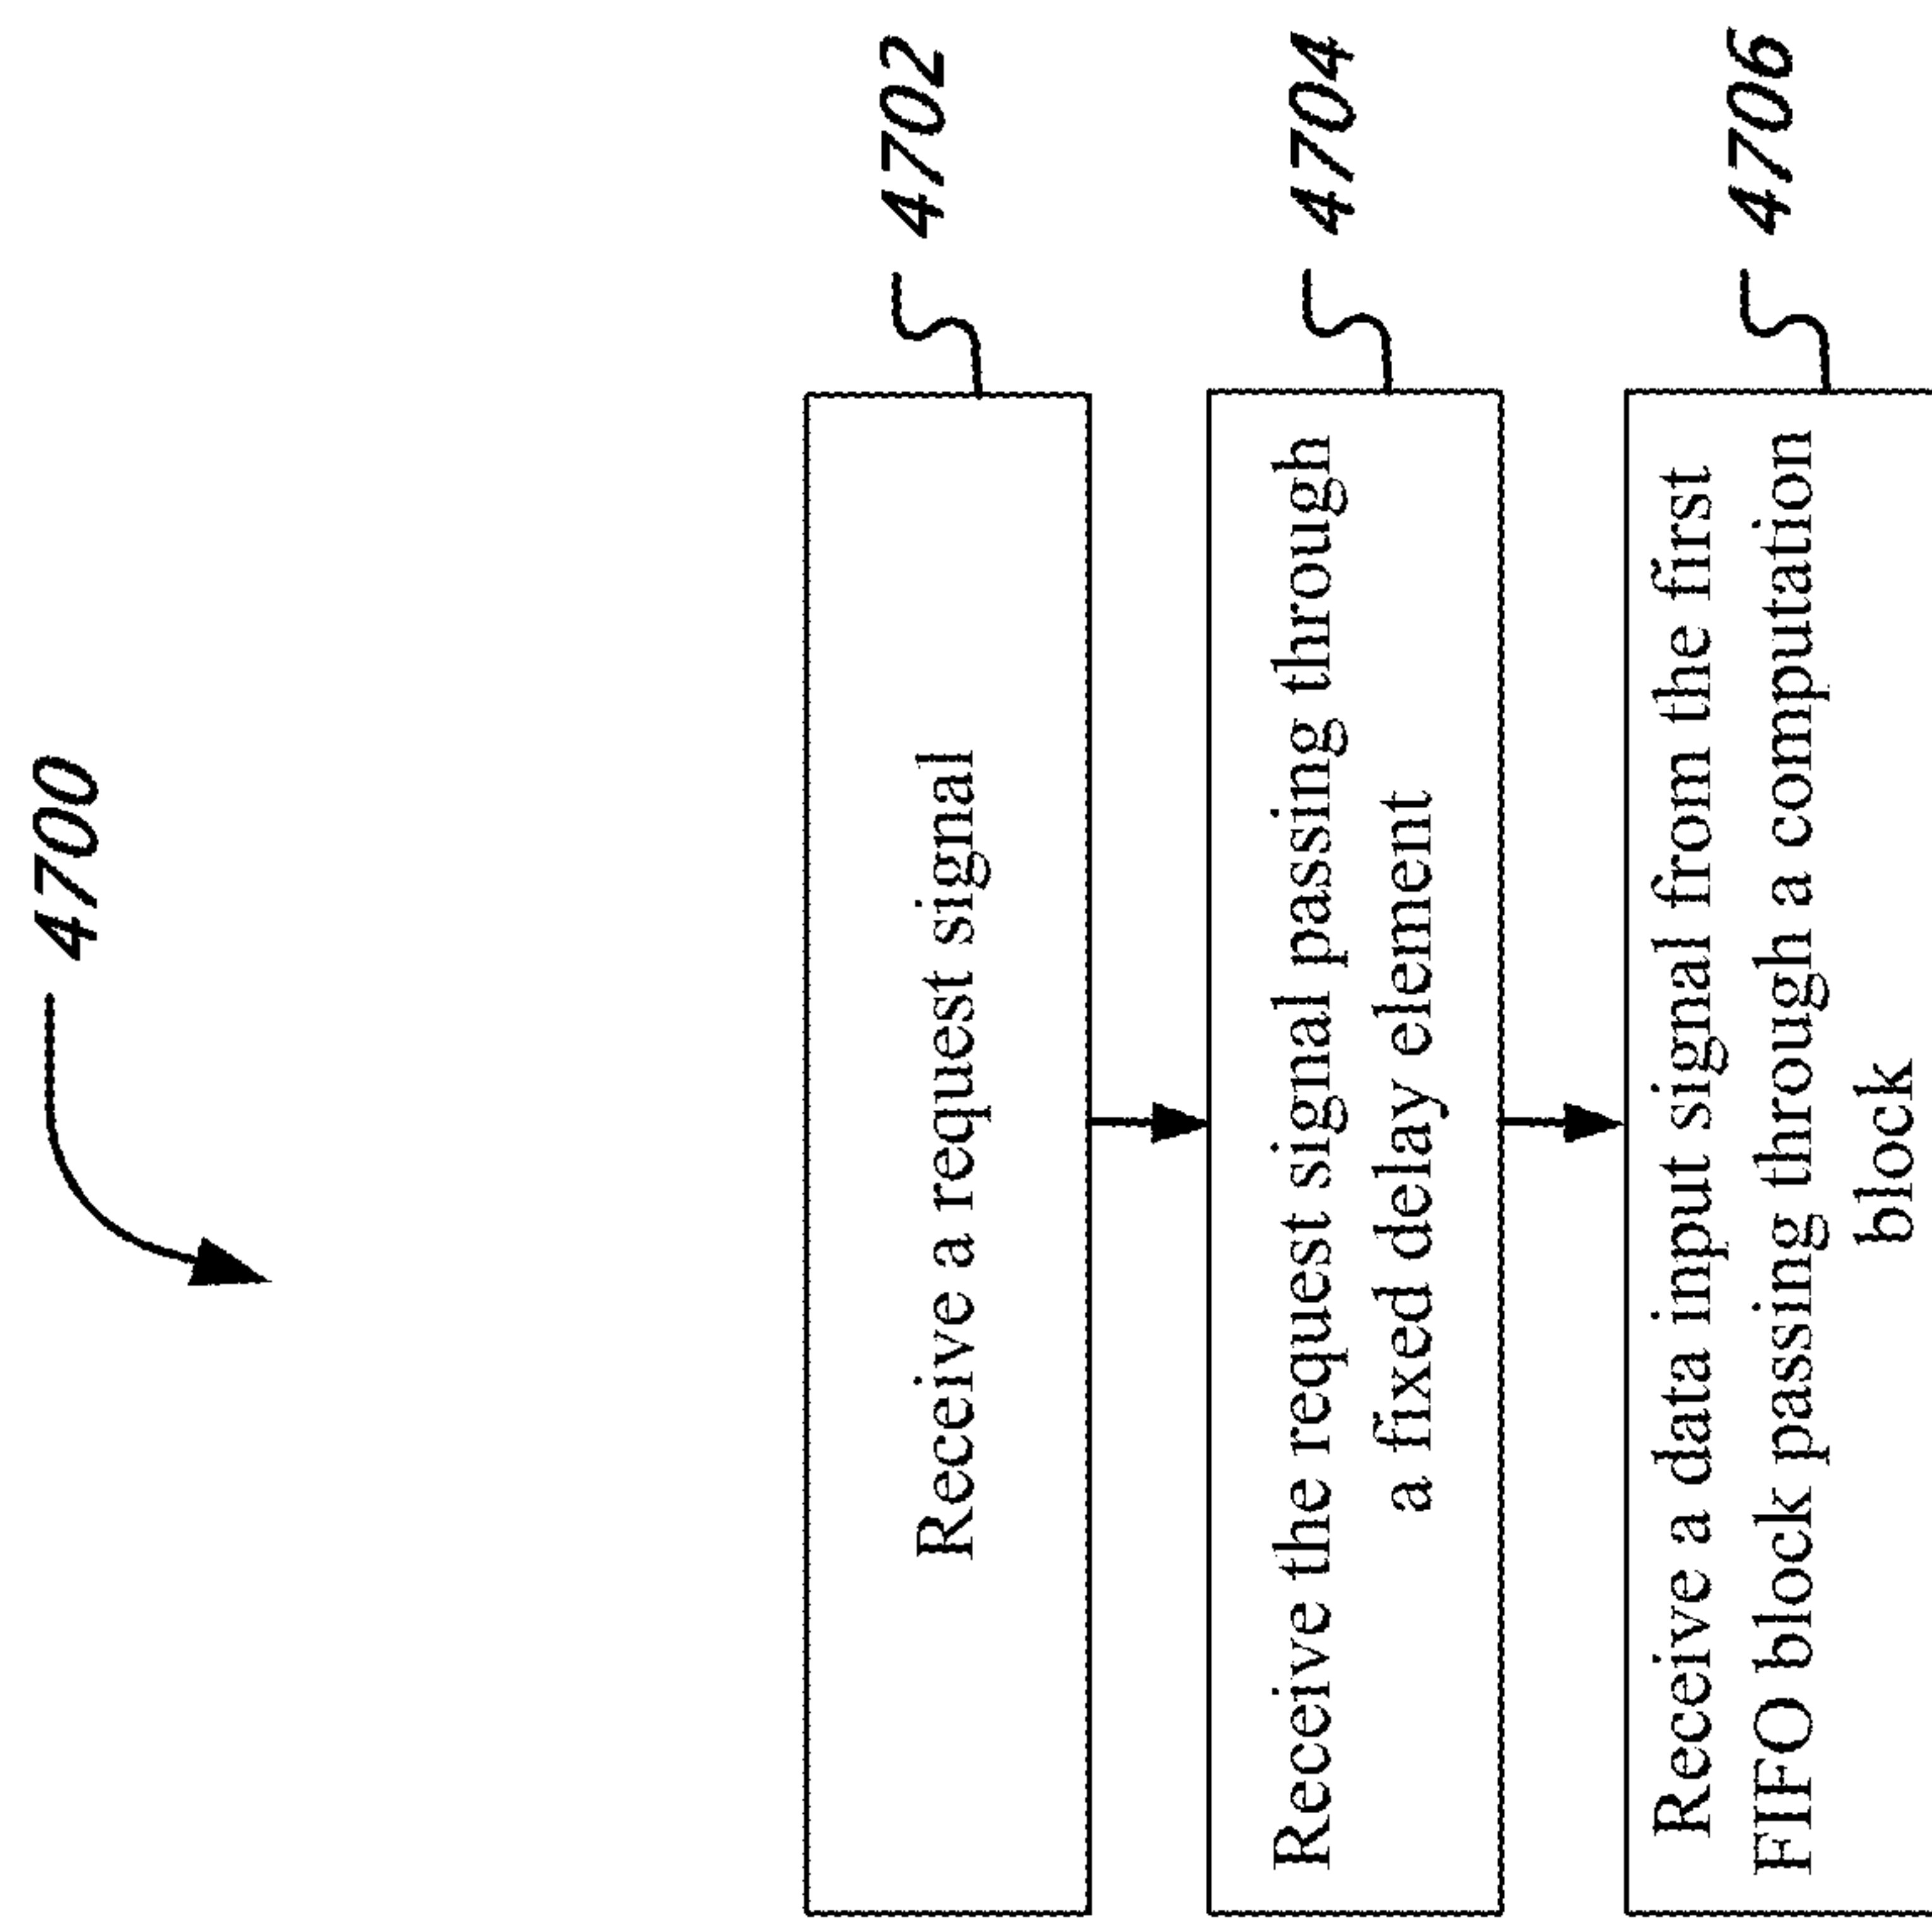 4700
Receive a request signal
4702
Receive the request signal passing through
a fixed delay element
4704
Receive a data input signal from the first
FIFO block passing through a computation
block
4706